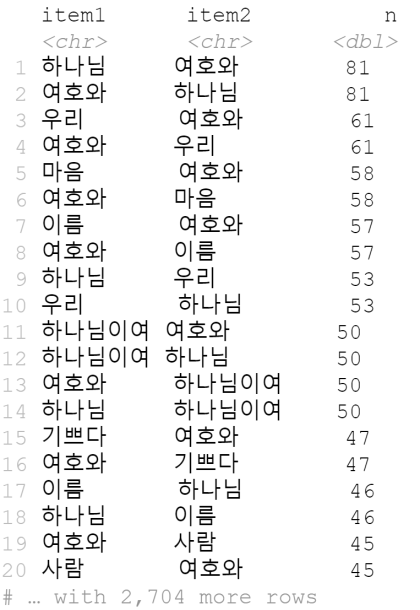 item1 item2 n
<chr> <chr> <dbl>
1 하나님 여호와 81
2 여호와 하나님 81
3 우리 여호와 61
4 여호와 우리 61
5 마음 여호와 58
6 여호와 마음 58
7 이름 여호와 57
8 여호와 이름 57
9 하나님 우리 53
10 우리 하나님 53
11 하나님이여 여호와 50
12 하나님이여 하나님 50
13 여호와 하나님이여 50
14 하나님 하나님이여 50
15 기쁘다 여호와 47
16 여호와 기쁘다 47
17 이름 하나님 46
18 하나님 이름 46
19 여호와 사람 45
20 사람 여호와 45
# … with 2,704 more rows